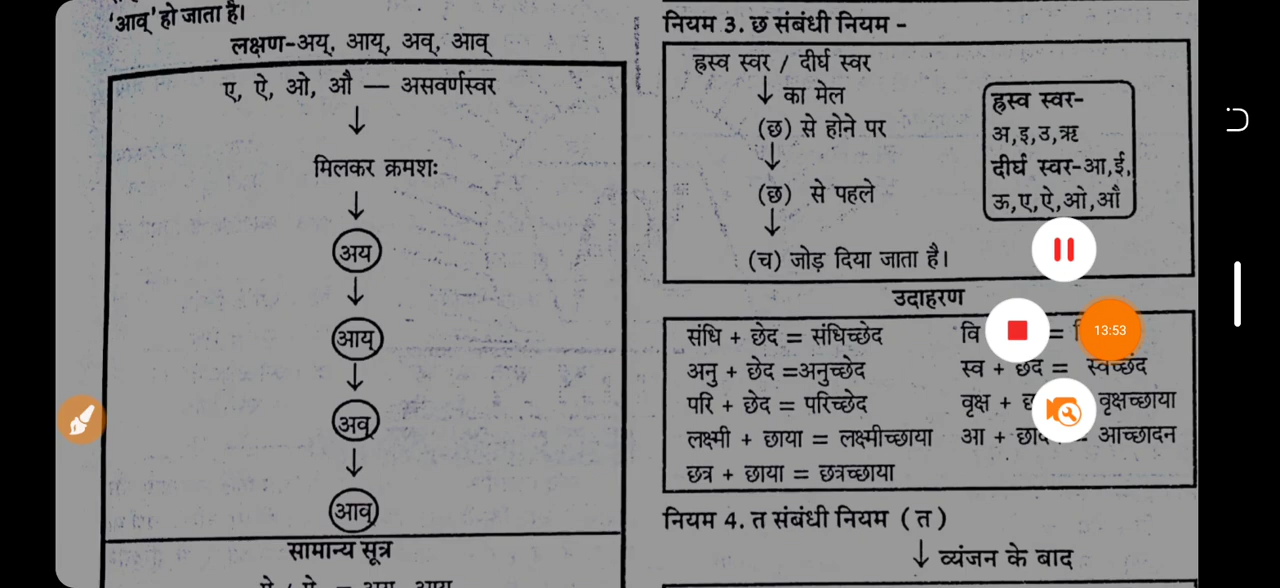 'आव्' हो जाता है।
लक्षण-अय्, आय्, अव्, आव्
ए, ऐ, ओ, औ — असवर्णस्वर
↓
मिलकर क्रमशः
↓
अय
↓
आय्
↓
अव्
↓
आव्
सामान्य सूत्र
नियम 3. छ संबंधी नियम -
ह्रस्व स्वर / दीर्घ स्वर
↓ का मेल
(छ) से होने पर
↓
(छ) से पहले
↓
(च) जोड़ दिया जाता है।
ह्रस्व स्वर-
अ,इ,उ,ऋ
दीर्घ स्वर-आ,ई,
ऊ,ए,ऐ,ओ,औ
उदाहरण
संधि + छेद = संधिच्छेद
अनु + छेद =अनुच्छेद
परि + छेद = परिच्छेद
लक्ष्मी + छाया = लक्ष्मीच्छाया
छत्र + छाया = छत्रच्छाया
वि =
स्व + छंद = स्वच्छंद
वृक्ष + वृक्षच्छाया
आ + = आच्छादन
13:53
नियम 4. त संबंधी नियम ( त )
↓ व्यंजन के बाद